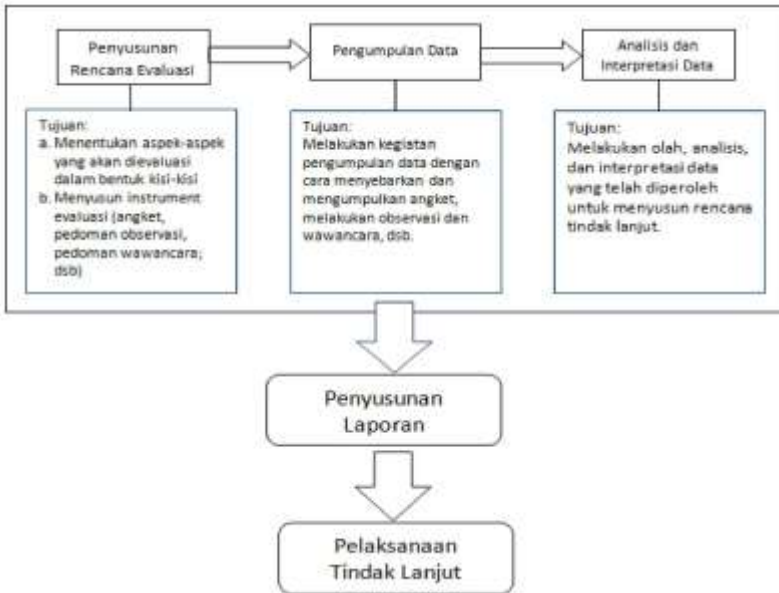 Penyusunan
Rencana Evaluasi
Pengumpulan Data
Analisis dan
Interpretasi Data
Tujuan:
a. Menentukan aspek-aspek
yang akan dievaluasi
dalam bentuk kisi-kisi
b. Menyusun instrument
evaluasi (angket,
pedoman observasi,
pedoman wawancara;
dsb)
Tujuan:
Melakukan kegiatan
pengumpulan data dengan
cara menyebarkan dan
mengumpulkan angket,
melakukan observasi dan
wawancara, dsb.
Tujuan:
Melakukan olah, analisis,
dan interpretasi data
yang telah diperoleh
untuk menyusun rencana
tindak lanjut.
Penyusunan
Laporan
Pelaksanaan
Tindak Lanjut